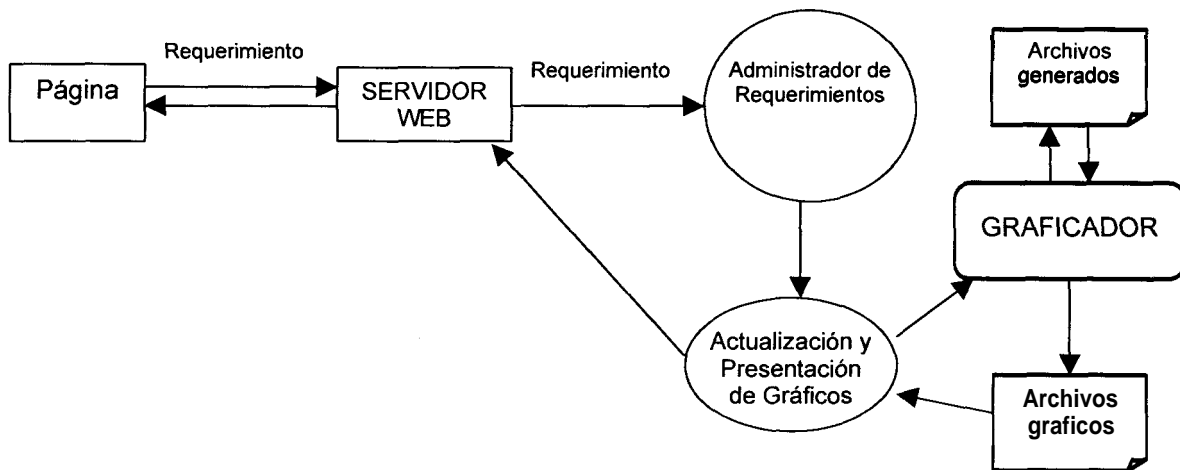 Requerimiento
Página
SERVIDOR
WEB
Requerimiento
Administrador de
Requerimientos
Archivos
generados
GRAFICADOR
Actualización y
Presentación
de Gráficos
Archivos
graficos